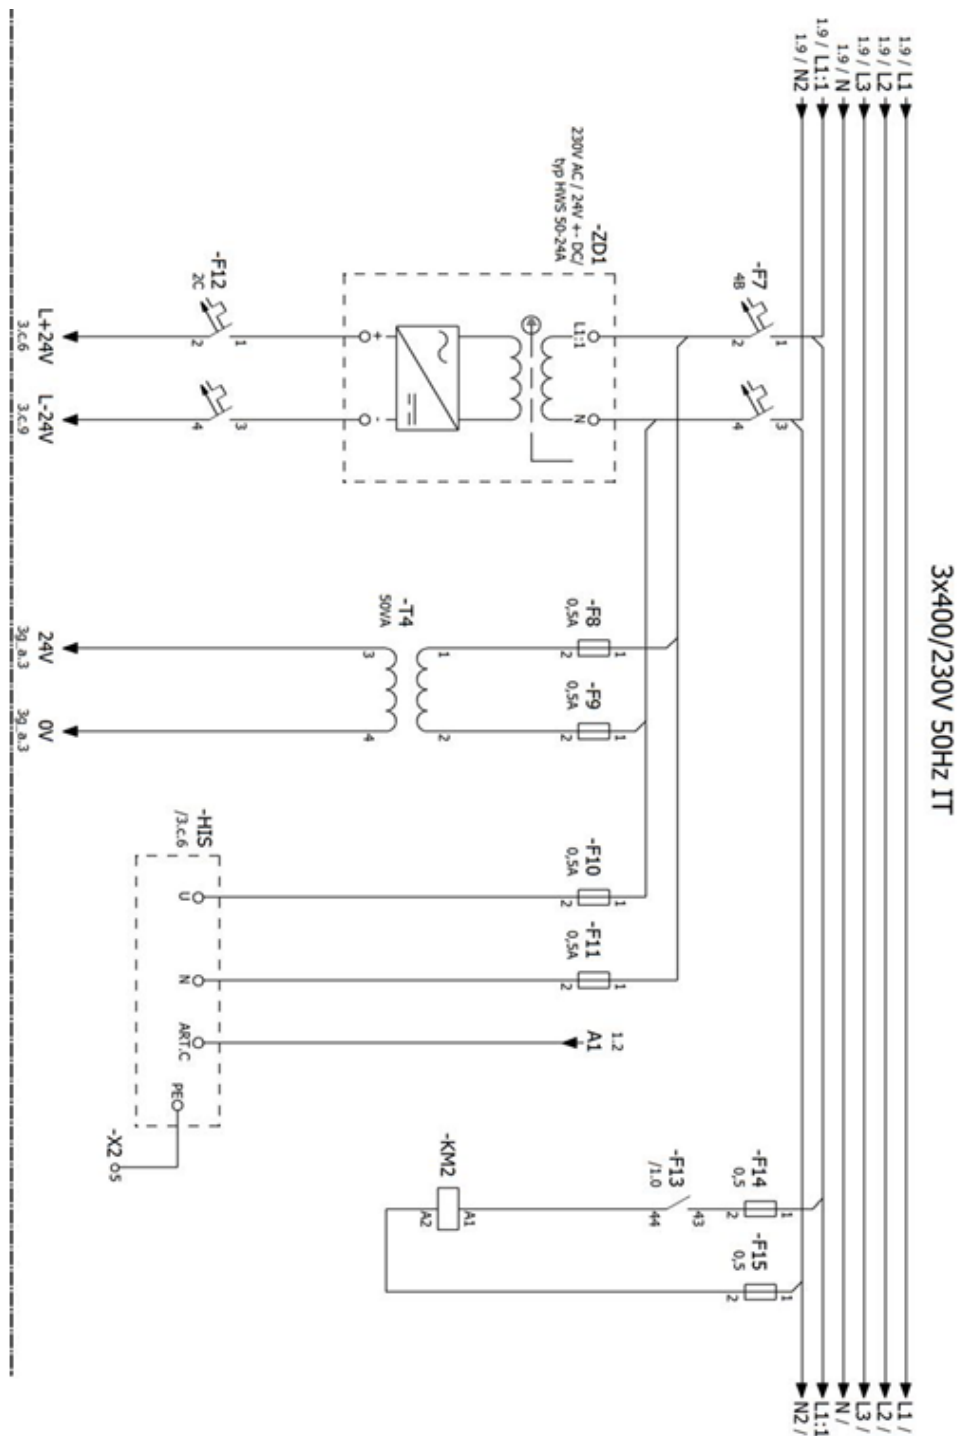 3x400/230V 50Hz IT
1.9 / L1
1.9 / L2
1.9 / L3
1.9 / N
1.9 / L1:1
1.9 / N2
L1 /
L2 /
L3 /
N /
L1:1
N2 /
-F7
4B
1
2
3
4
-ZD1
230V AC / 24V +- DC/
typ HWS 50-24A
L1:1
N
+
-
-F12
2C
1
2
3
4
L+24V
3.c.6
L-24V
3.c.9
-F8
0,5A
1
2
-F9
0,5A
1
2
-T4
50VA
1
2
3
4
24V
3g_a.3
0V
3g_a.3
-F10
0,5A
1
2
-F11
0,5A
1
2
A1
1.2
-HIS
/3.c.6
U
N
ART.C
PE
-X2
5
-F14
0,5
1
2
-F15
0,5
1
2
-F13
/1.0
43
44
-KM2
A1
A2